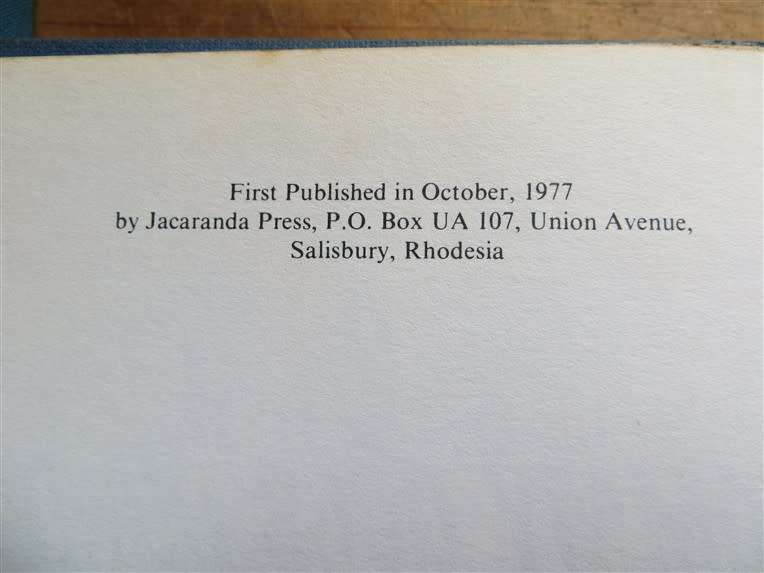 First Published in October, 1977
by Jacaranda Press, P.O. Box UA 107, Union Avenue,
Salisbury, Rhodesia